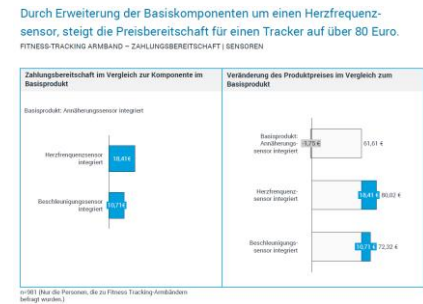 Durch Erweiterung der Basiskomponenten um einen Herzfrequenz-
sensor, steigt die Preisbereitschaft für einen Tracker auf über 80 Euro.
FITNESS-TRACKING ARMBAND – ZAHLUNGSBEREITSCHAFT | SENSOREN
Zahlungsbereitschaft im Vergleich zur Komponente im
Basisprodukt
Basisprodukt: Annäherungssensor integriert
Herzfrequenzsensor
integriert
18,41€
Beschleunigungssensor
integriert
10,71€
Veränderung des Produktpreises im Vergleich zum
Basisprodukt
Basisprodukt:
Annäherungs-
sensor integriert
-1,75 €
61,61 €
Herzfrequenz-
sensor integriert
18,41 €
80,02 €
Beschleunigungs-
sensor integriert
10,71 €
72,32 €
n=981 (Nur die Personen, die zu Fitness Tracking-Armbändern
befragt wurden.)